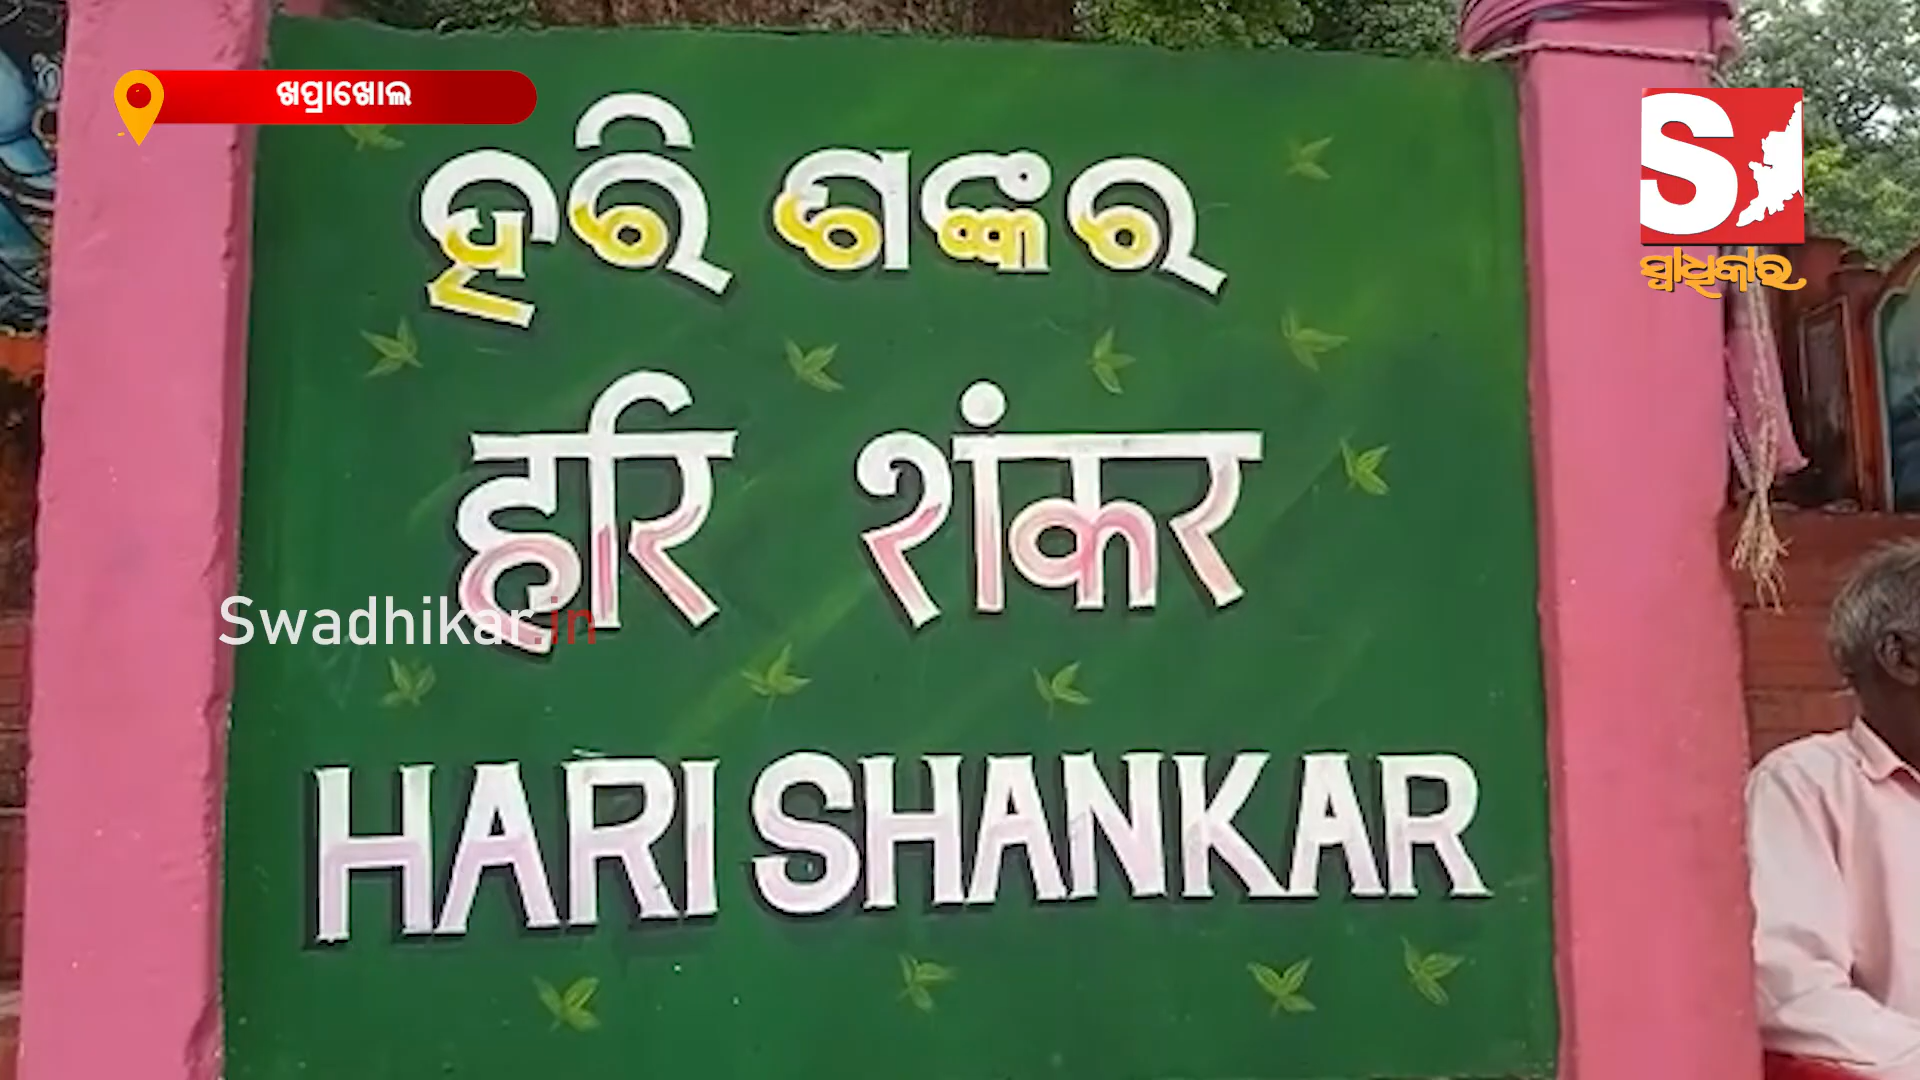 ଖପ୍ରାଖୋଲ
S
ସ୍ୱାଧିକାର
ହରି ଶଙ୍କର
हरि शंकर
Swadhikar.in
HARI SHANKAR